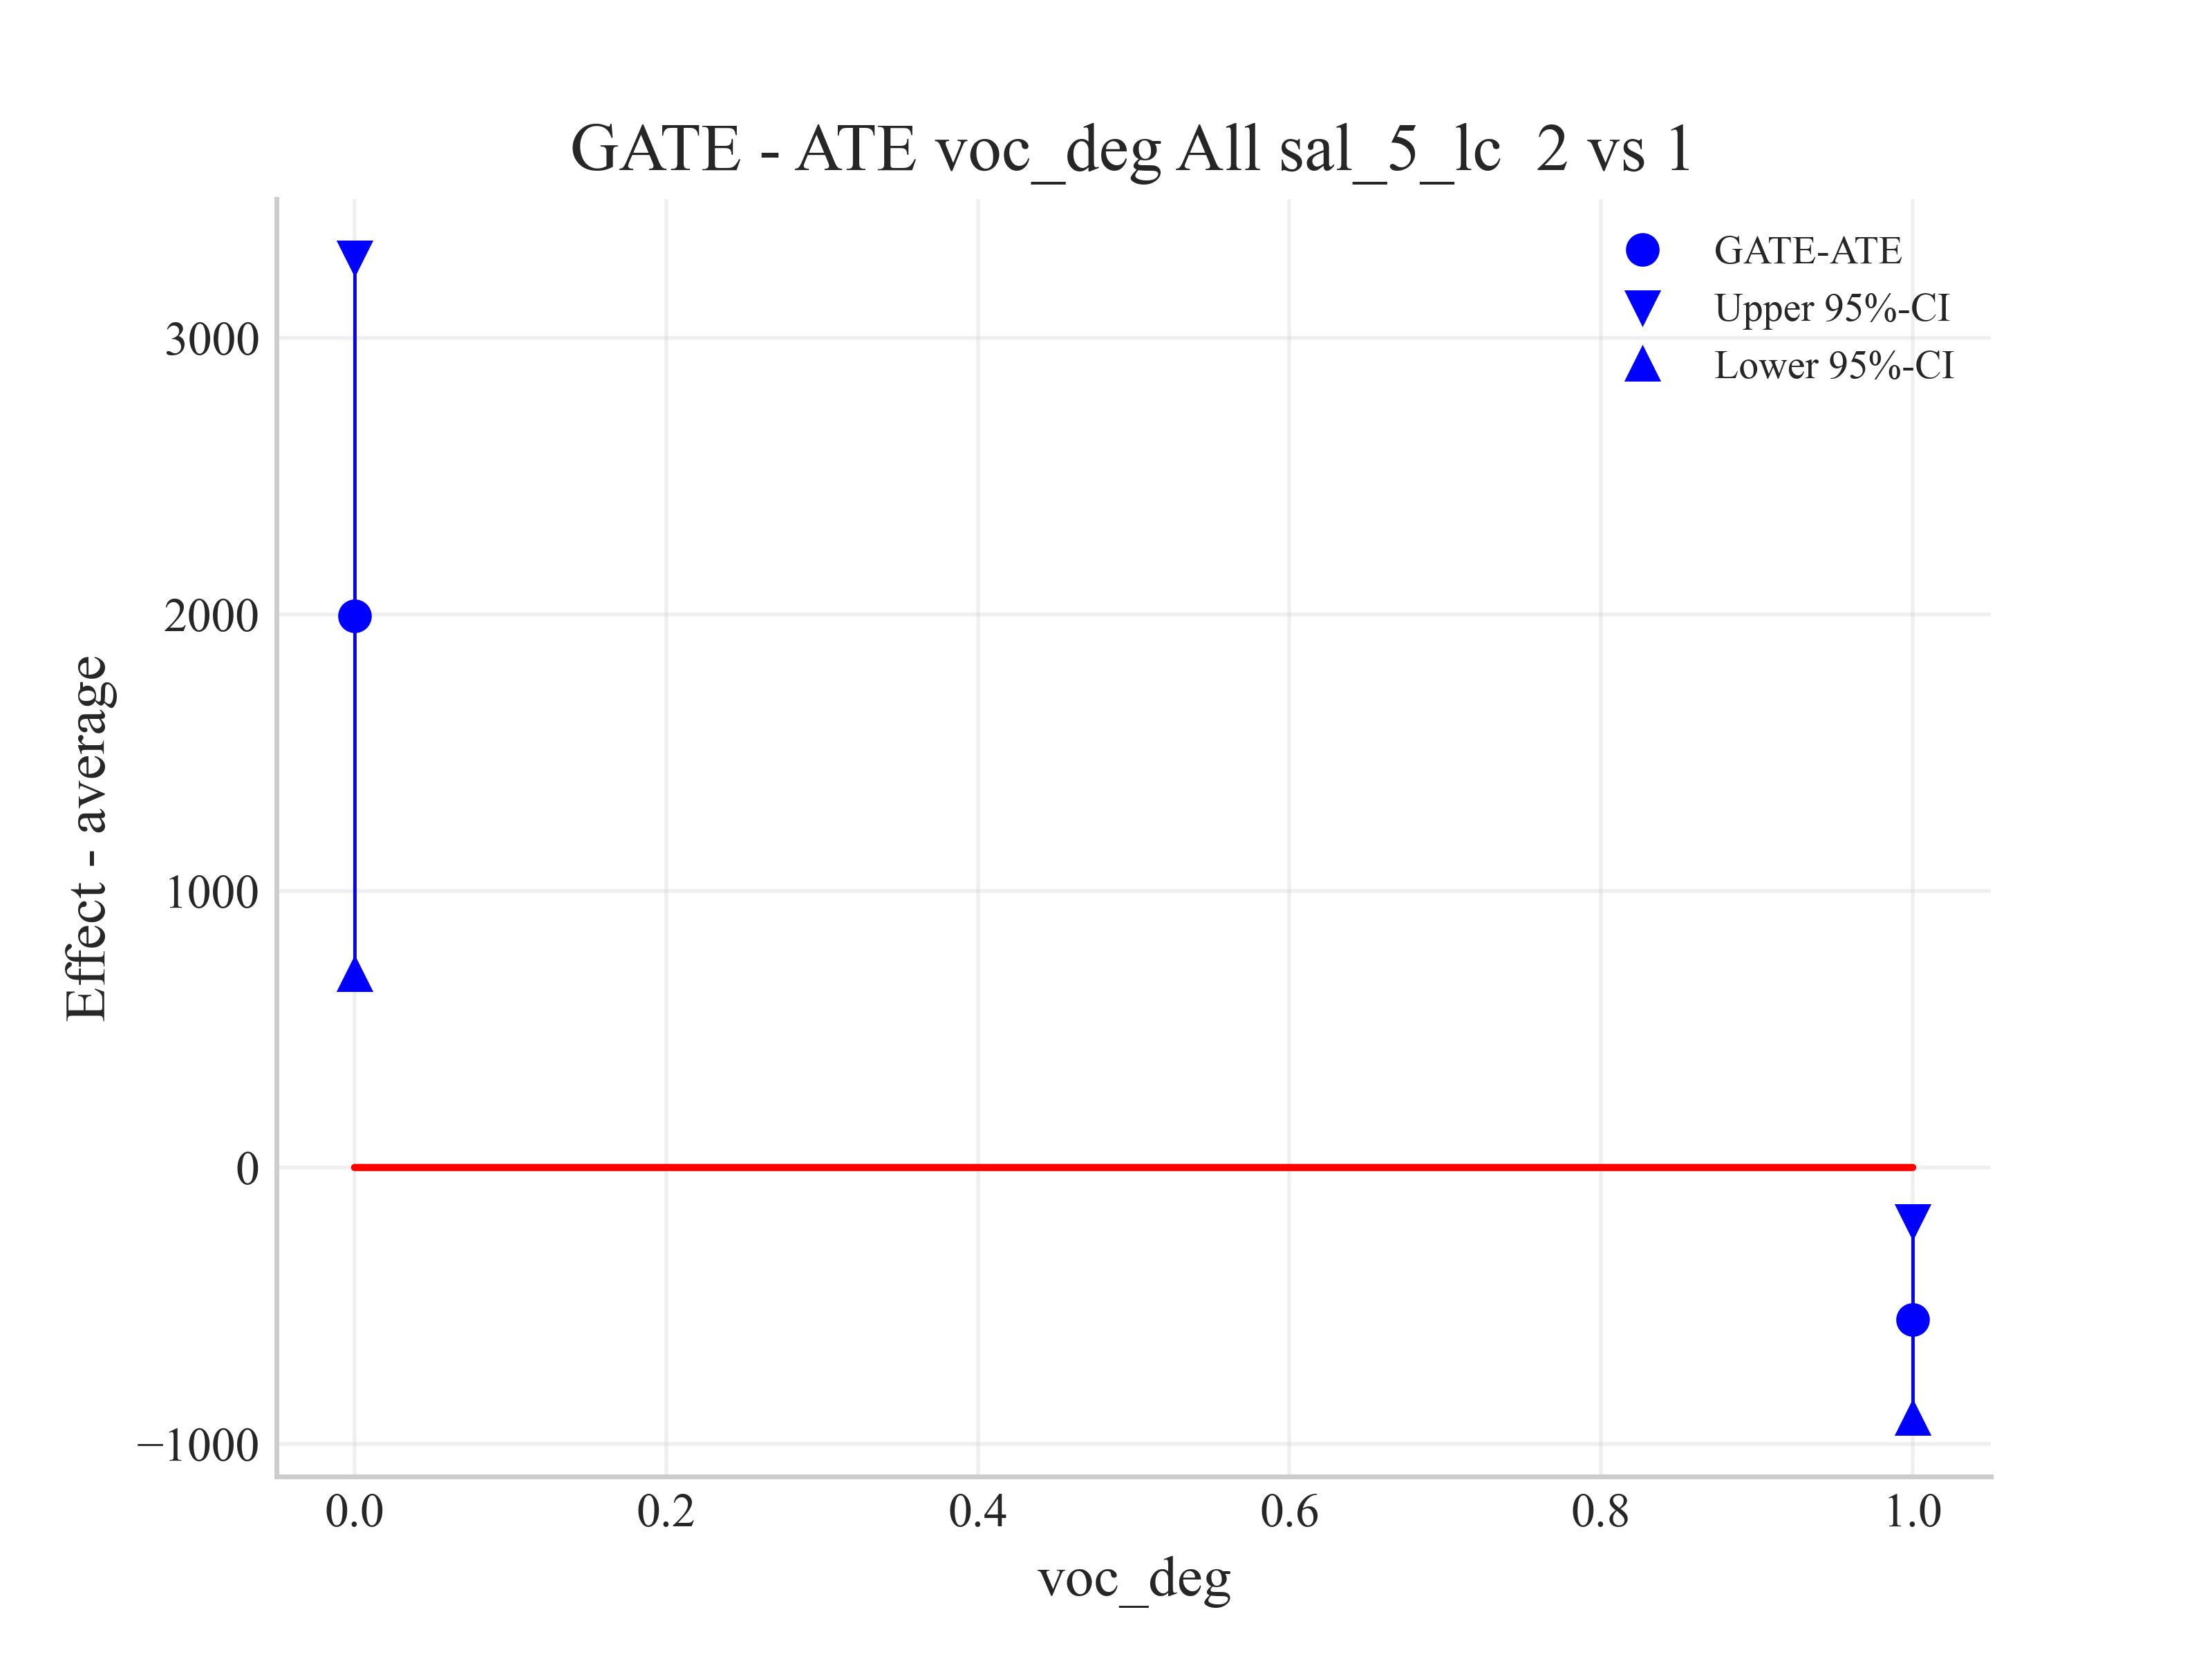 GATE - ATE voc_deg All sal_5_lc  2 vs 1
GATE-ATE
Upper 95%-CI
Lower 95%-CI
Effect - average
3000
2000
1000
0
−1000
0.0 0.2 0.4 0.6 0.8 1.0
voc_deg